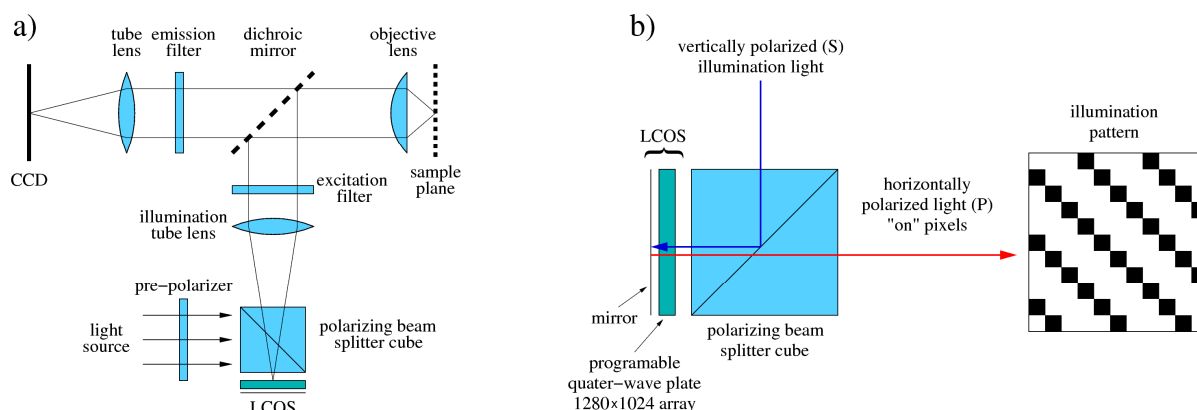 a)
tube
lens
emission
filter
dichroic
mirror
objective
lens
CCD
sample
plane
excitation
filter
illumination
tube lens
pre−polarizer
light
source
polarizing beam
splitter cube
LCOS
b)
vertically polarized (S)
illumination light
LCOS
horizontally
polarized light (P)
"on" pixels
illumination
pattern
mirror
polarizing beam
splitter cube
programable
quater−wave plate
1280×1024 array